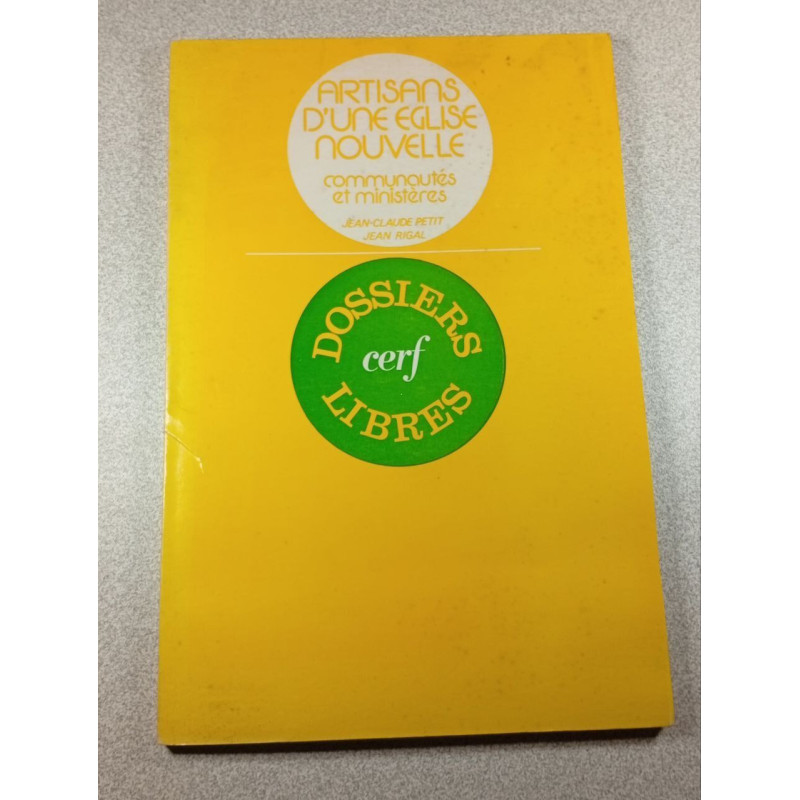 ARTISANS
D'UNE EGLISE
NOUVELLE
communautés
et ministères
JEAN-CLAUDE PETIT
JEAN RIGAL
DOSSIERS
cerf
LIBRES